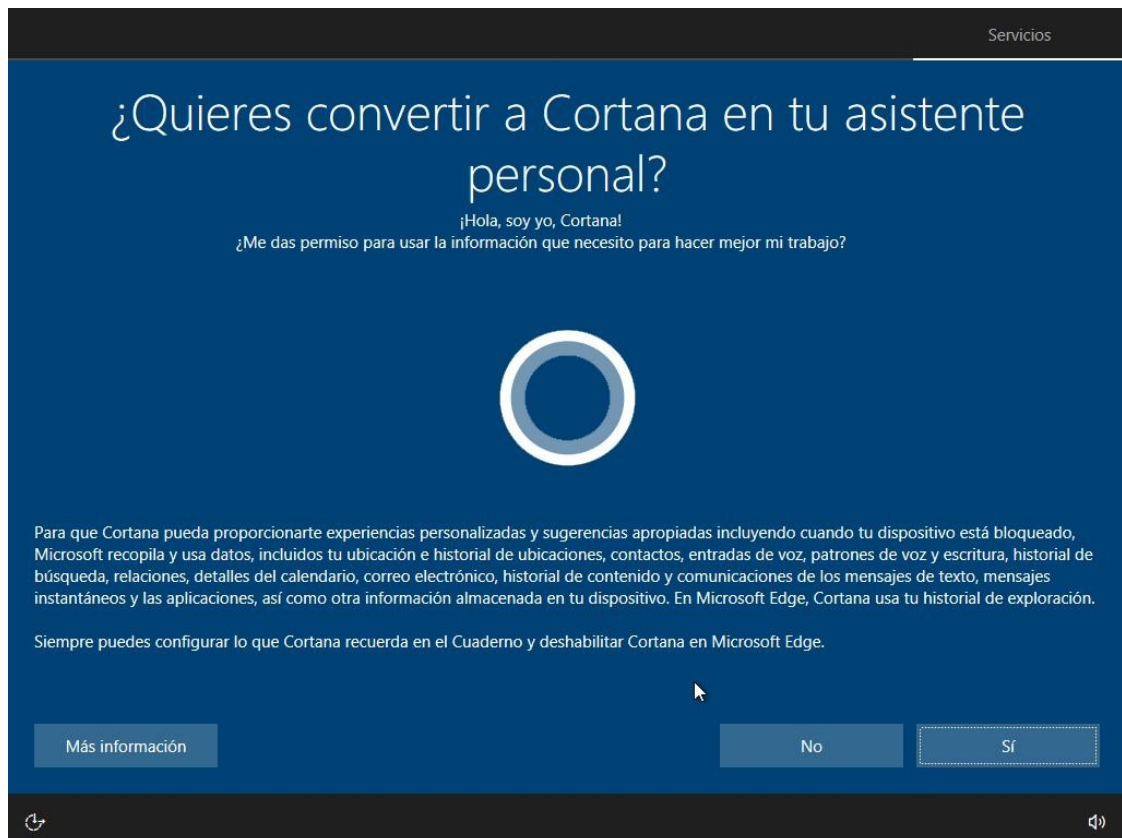 Servicios
¿Quieres convertir a Cortana en tu asistente
personal?
¡Hola, soy yo, Cortana!
¿Me das permiso para usar la información que necesito para hacer mejor mi trabajo?
Para que Cortana pueda proporcionarte experiencias personalizadas y sugerencias apropiadas incluyendo cuando tu dispositivo está bloqueado,
Microsoft recopila y usa datos, incluidos tu ubicación e historial de ubicaciones, contactos, entradas de voz, patrones de voz y escritura, historial de
búsqueda, relaciones, detalles del calendario, correo electrónico, historial de contenido y comunicaciones de los mensajes de texto, mensajes
instantáneos y las aplicaciones, así como otra información almacenada en tu dispositivo. En Microsoft Edge, Cortana usa tu historial de exploración.
Siempre puedes configurar lo que Cortana recuerda en el Cuaderno y deshabilitar Cortana en Microsoft Edge.
Más información
No
Sí